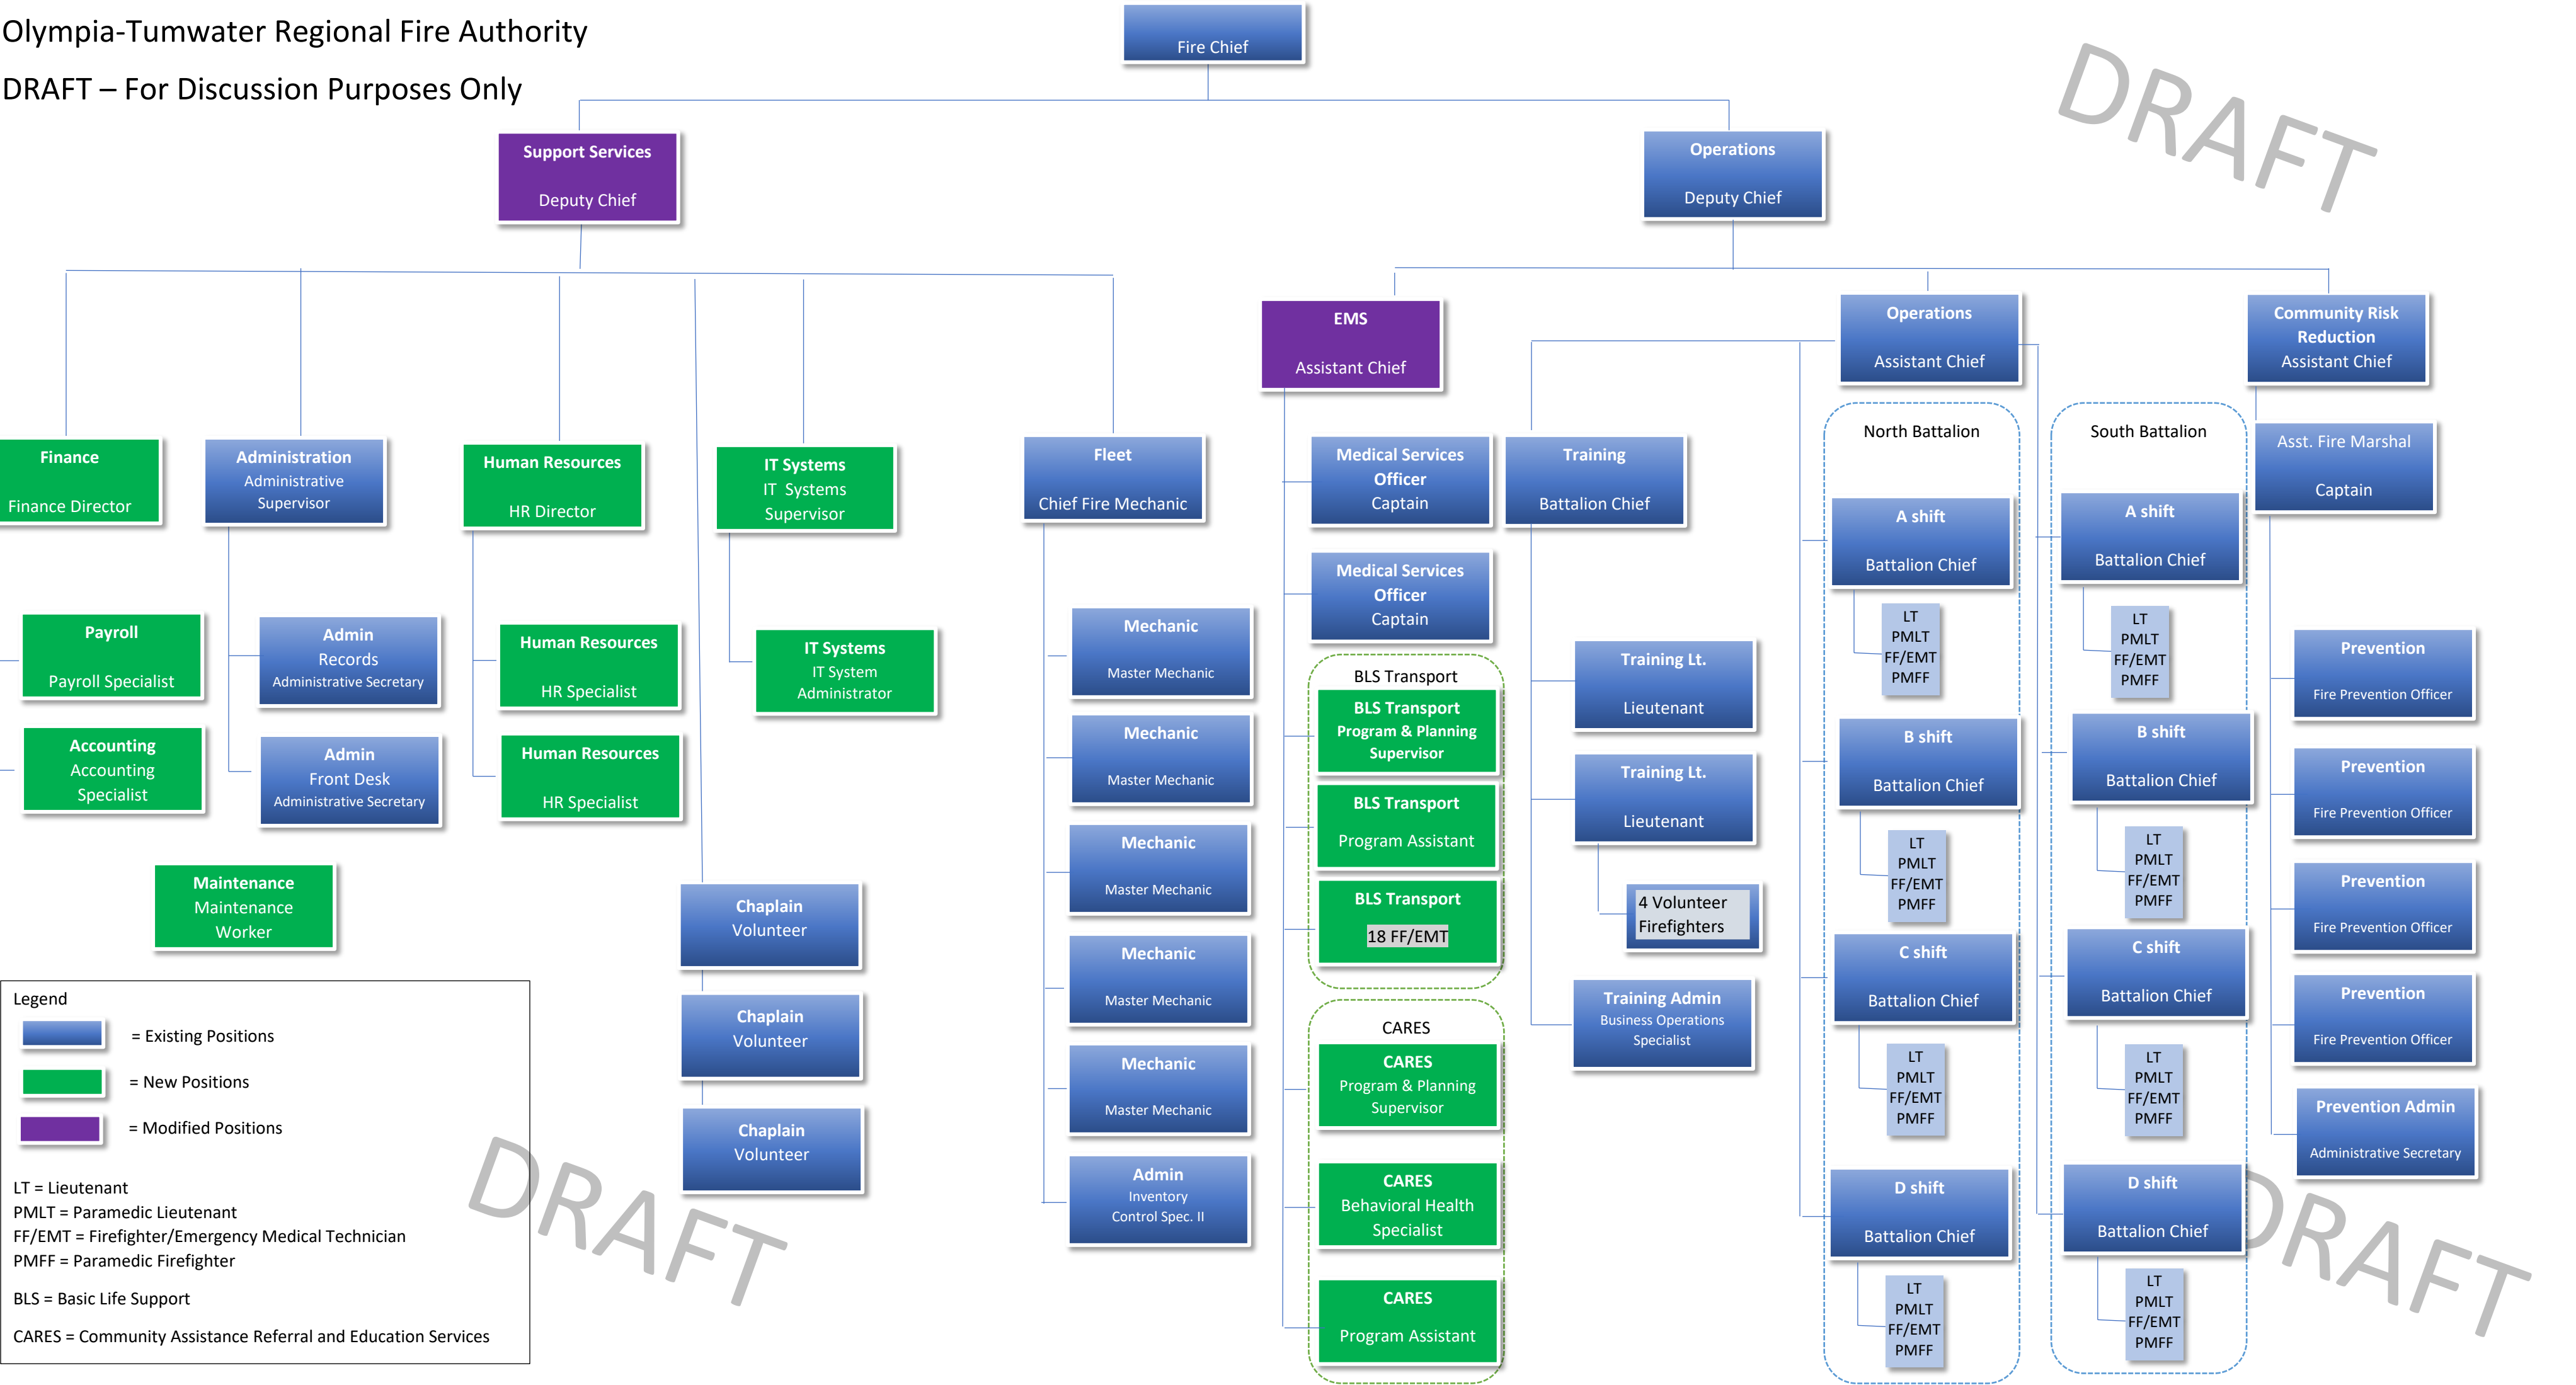 Olympia-Tumwater Regional Fire Authority
DRAFT – For Discussion Purposes Only
DRAFT
Fire Chief
Support Services
Deputy Chief
Operations
Deputy Chief
Finance
Finance Director
Payroll
Payroll Specialist
Accounting
Accounting
Specialist
Administration
Administrative
Supervisor
Admin
Records
Administrative Secretary
Admin
Front Desk
Administrative Secretary
Maintenance
Maintenance
Worker
Human Resources
HR Director
Human Resources
HR Specialist
Human Resources
HR Specialist
Chaplain
Volunteer
Chaplain
Volunteer
Chaplain
Volunteer
IT Systems
IT Systems
Supervisor
IT Systems
IT System
Administrator
Fleet
Chief Fire Mechanic
Mechanic
Master Mechanic
Mechanic
Master Mechanic
Mechanic
Master Mechanic
Mechanic
Master Mechanic
Mechanic
Master Mechanic
Admin
Inventory
Control Spec. II
EMS
Assistant Chief
Medical Services
Officer
Captain
Medical Services
Officer
Captain
BLS Transport
BLS Transport
Program & Planning
Supervisor
BLS Transport
Program Assistant
BLS Transport
18 FF/EMT
CARES
CARES
Program & Planning
Supervisor
CARES
Behavioral Health
Specialist
CARES
Program Assistant
Operations
Assistant Chief
Training
Battalion Chief
Training Lt.
Lieutenant
Training Lt.
Lieutenant
4 Volunteer
Firefighters
Training Admin
Business Operations
Specialist
North Battalion
A shift
Battalion Chief
LT
PMLT
FF/EMT
PMFF
B shift
Battalion Chief
LT
PMLT
FF/EMT
PMFF
C shift
Battalion Chief
LT
PMLT
FF/EMT
PMFF
D shift
Battalion Chief
LT
PMLT
FF/EMT
PMFF
South Battalion
A shift
Battalion Chief
LT
PMLT
FF/EMT
PMFF
B shift
Battalion Chief
LT
PMLT
FF/EMT
PMFF
C shift
Battalion Chief
LT
PMLT
FF/EMT
PMFF
D shift
Battalion Chief
LT
PMLT
FF/EMT
PMFF
Community Risk
Reduction
Assistant Chief
Asst. Fire Marshal
Captain
Prevention
Fire Prevention Officer
Prevention
Fire Prevention Officer
Prevention
Fire Prevention Officer
Prevention
Fire Prevention Officer
Prevention Admin
Administrative Secretary
Legend
= Existing Positions
= New Positions
= Modified Positions
LT = Lieutenant
PMLT = Paramedic Lieutenant
FF/EMT = Firefighter/Emergency Medical Technician
PMFF = Paramedic Firefighter
BLS = Basic Life Support
CARES = Community Assistance Referral and Education Services
DRAFT
DRAFT